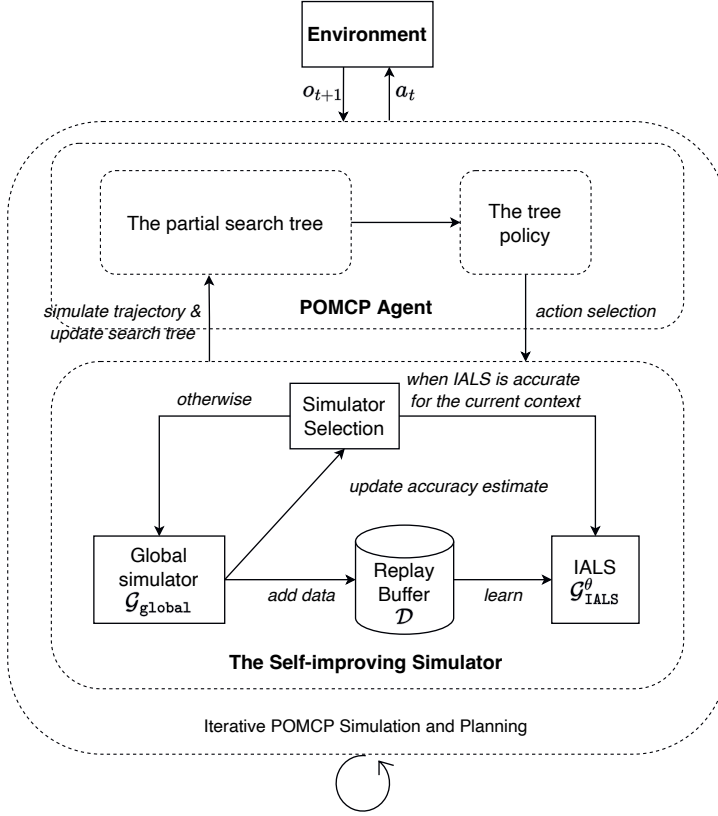 Environment
o_{t+1}
a_t
The partial search tree
The tree
policy
simulate trajectory &
update search tree
POMCP Agent
action selection
otherwise
Simulator
Selection
when IALS is accurate
for the current context
update accuracy estimate
Global
simulator
𝒢_global
add data
Replay
Buffer
𝒟
learn
IALS
𝒢^θ_IALS
The Self-improving Simulator
Iterative POMCP Simulation and Planning